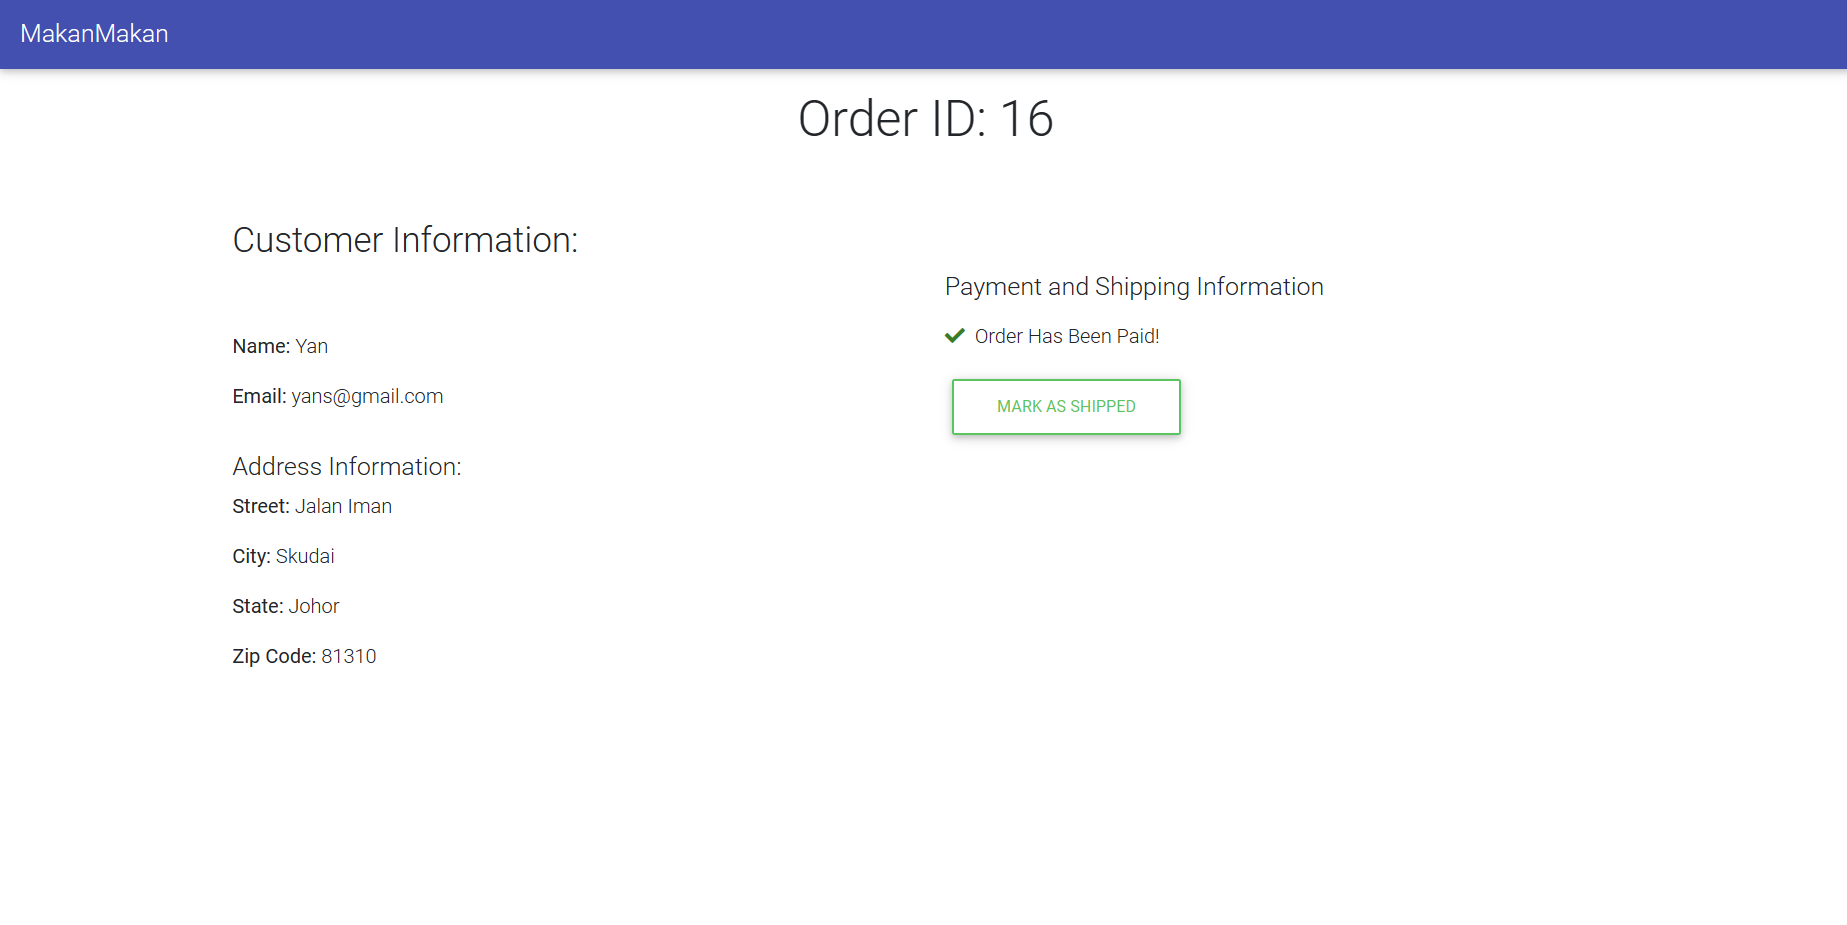 MakanMakan
Order ID: 16
Customer Information:
Name: Yan
Email: yans@gmail.com
Address Information:
Street: Jalan Iman
City: Skudai
State: Johor
Zip Code: 81310
Payment and Shipping Information
Order Has Been Paid!
MARK AS SHIPPED